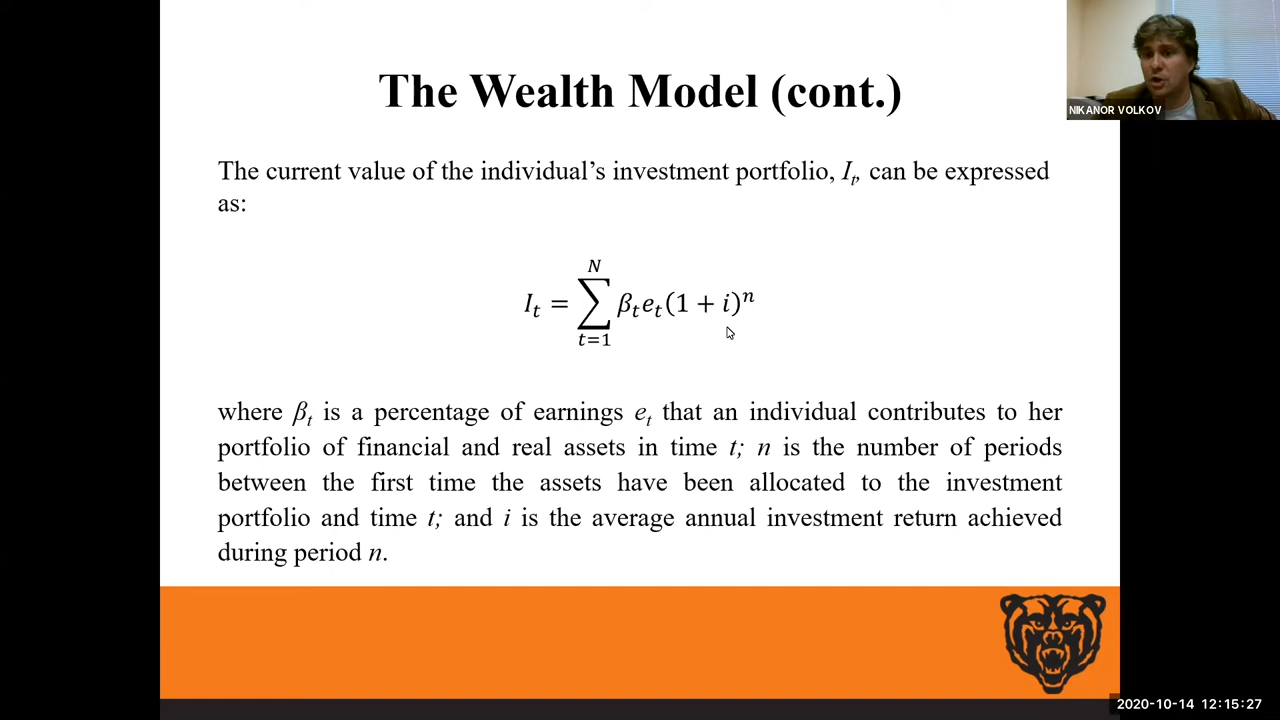 The Wealth Model (cont.)
NIKANOR VOLKOV
The current value of the individual’s investment portfolio, Iₜ, can be expressed
as:
N
Iₜ = ∑ βₜeₜ(1 + i)ⁿ
t=1
where βₜ is a percentage of earnings eₜ that an individual contributes to her
portfolio of financial and real assets in time t; n is the number of periods
between the first time the assets have been allocated to the investment
portfolio and time t; and i is the average annual investment return achieved
during period n.
2020-10-14 12:15:27